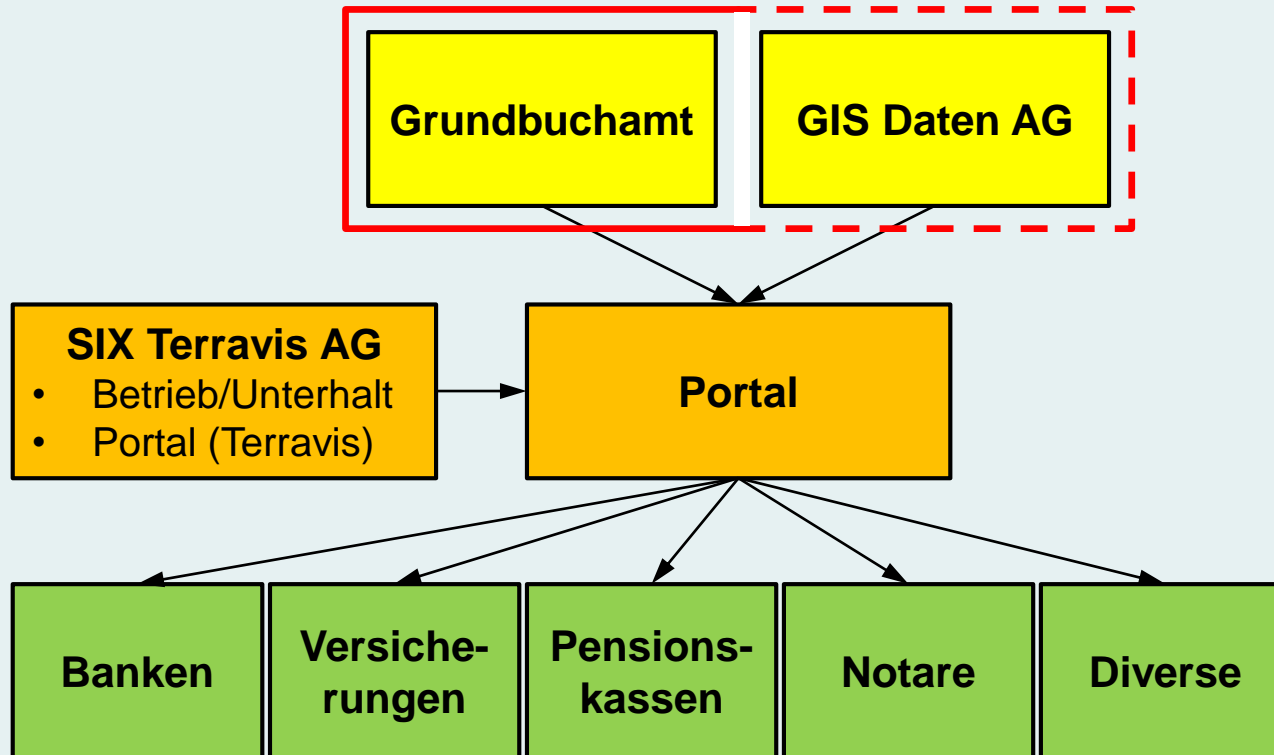 Grundbuchamt
GIS Daten AG
SIX Terravis AG
• Betrieb/Unterhalt
• Portal (Terravis)
Portal
Banken
Versiche-
rungen
Pensions-
kassen
Notare
Diverse